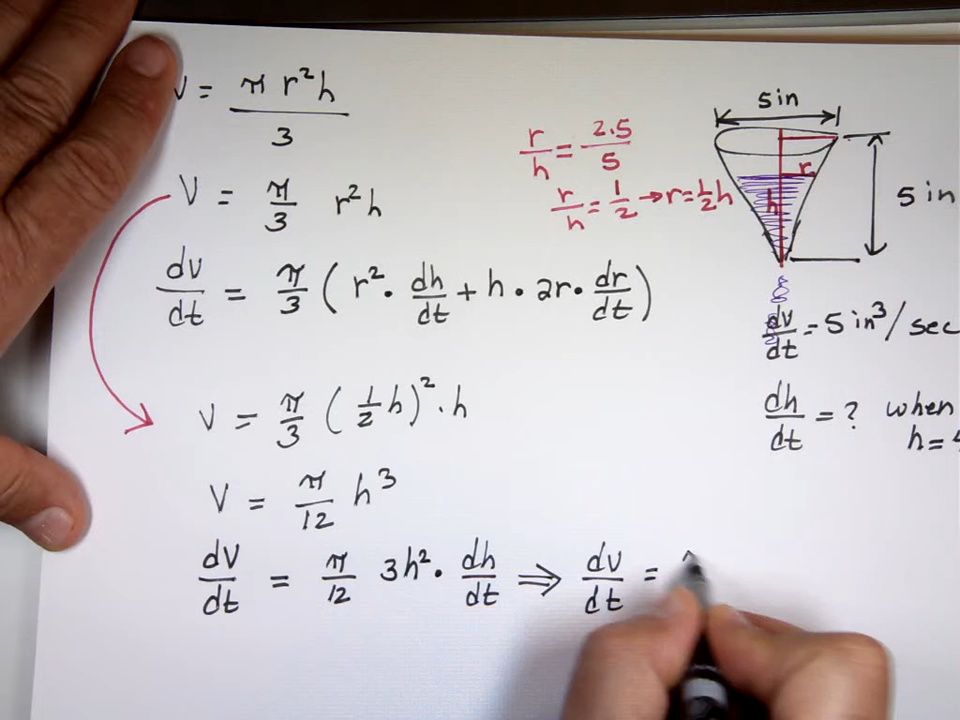 V = π r²h / 3
V = π/3 r²h
dv/dt = π/3 ( r² · dh/dt + h · 2r · dr/dt )
V = π/3 ( 1/2 h )² · h
V = π/12 h³
dV/dt = π/12 3h² · dh/dt ⇒ dV/dt =
r/h = 2.5/5
r/h = 1/2 → r = 1/2 h
5in
r
h
5 in
dv/dt = 5 in³/sec
dh/dt = ? when
h =